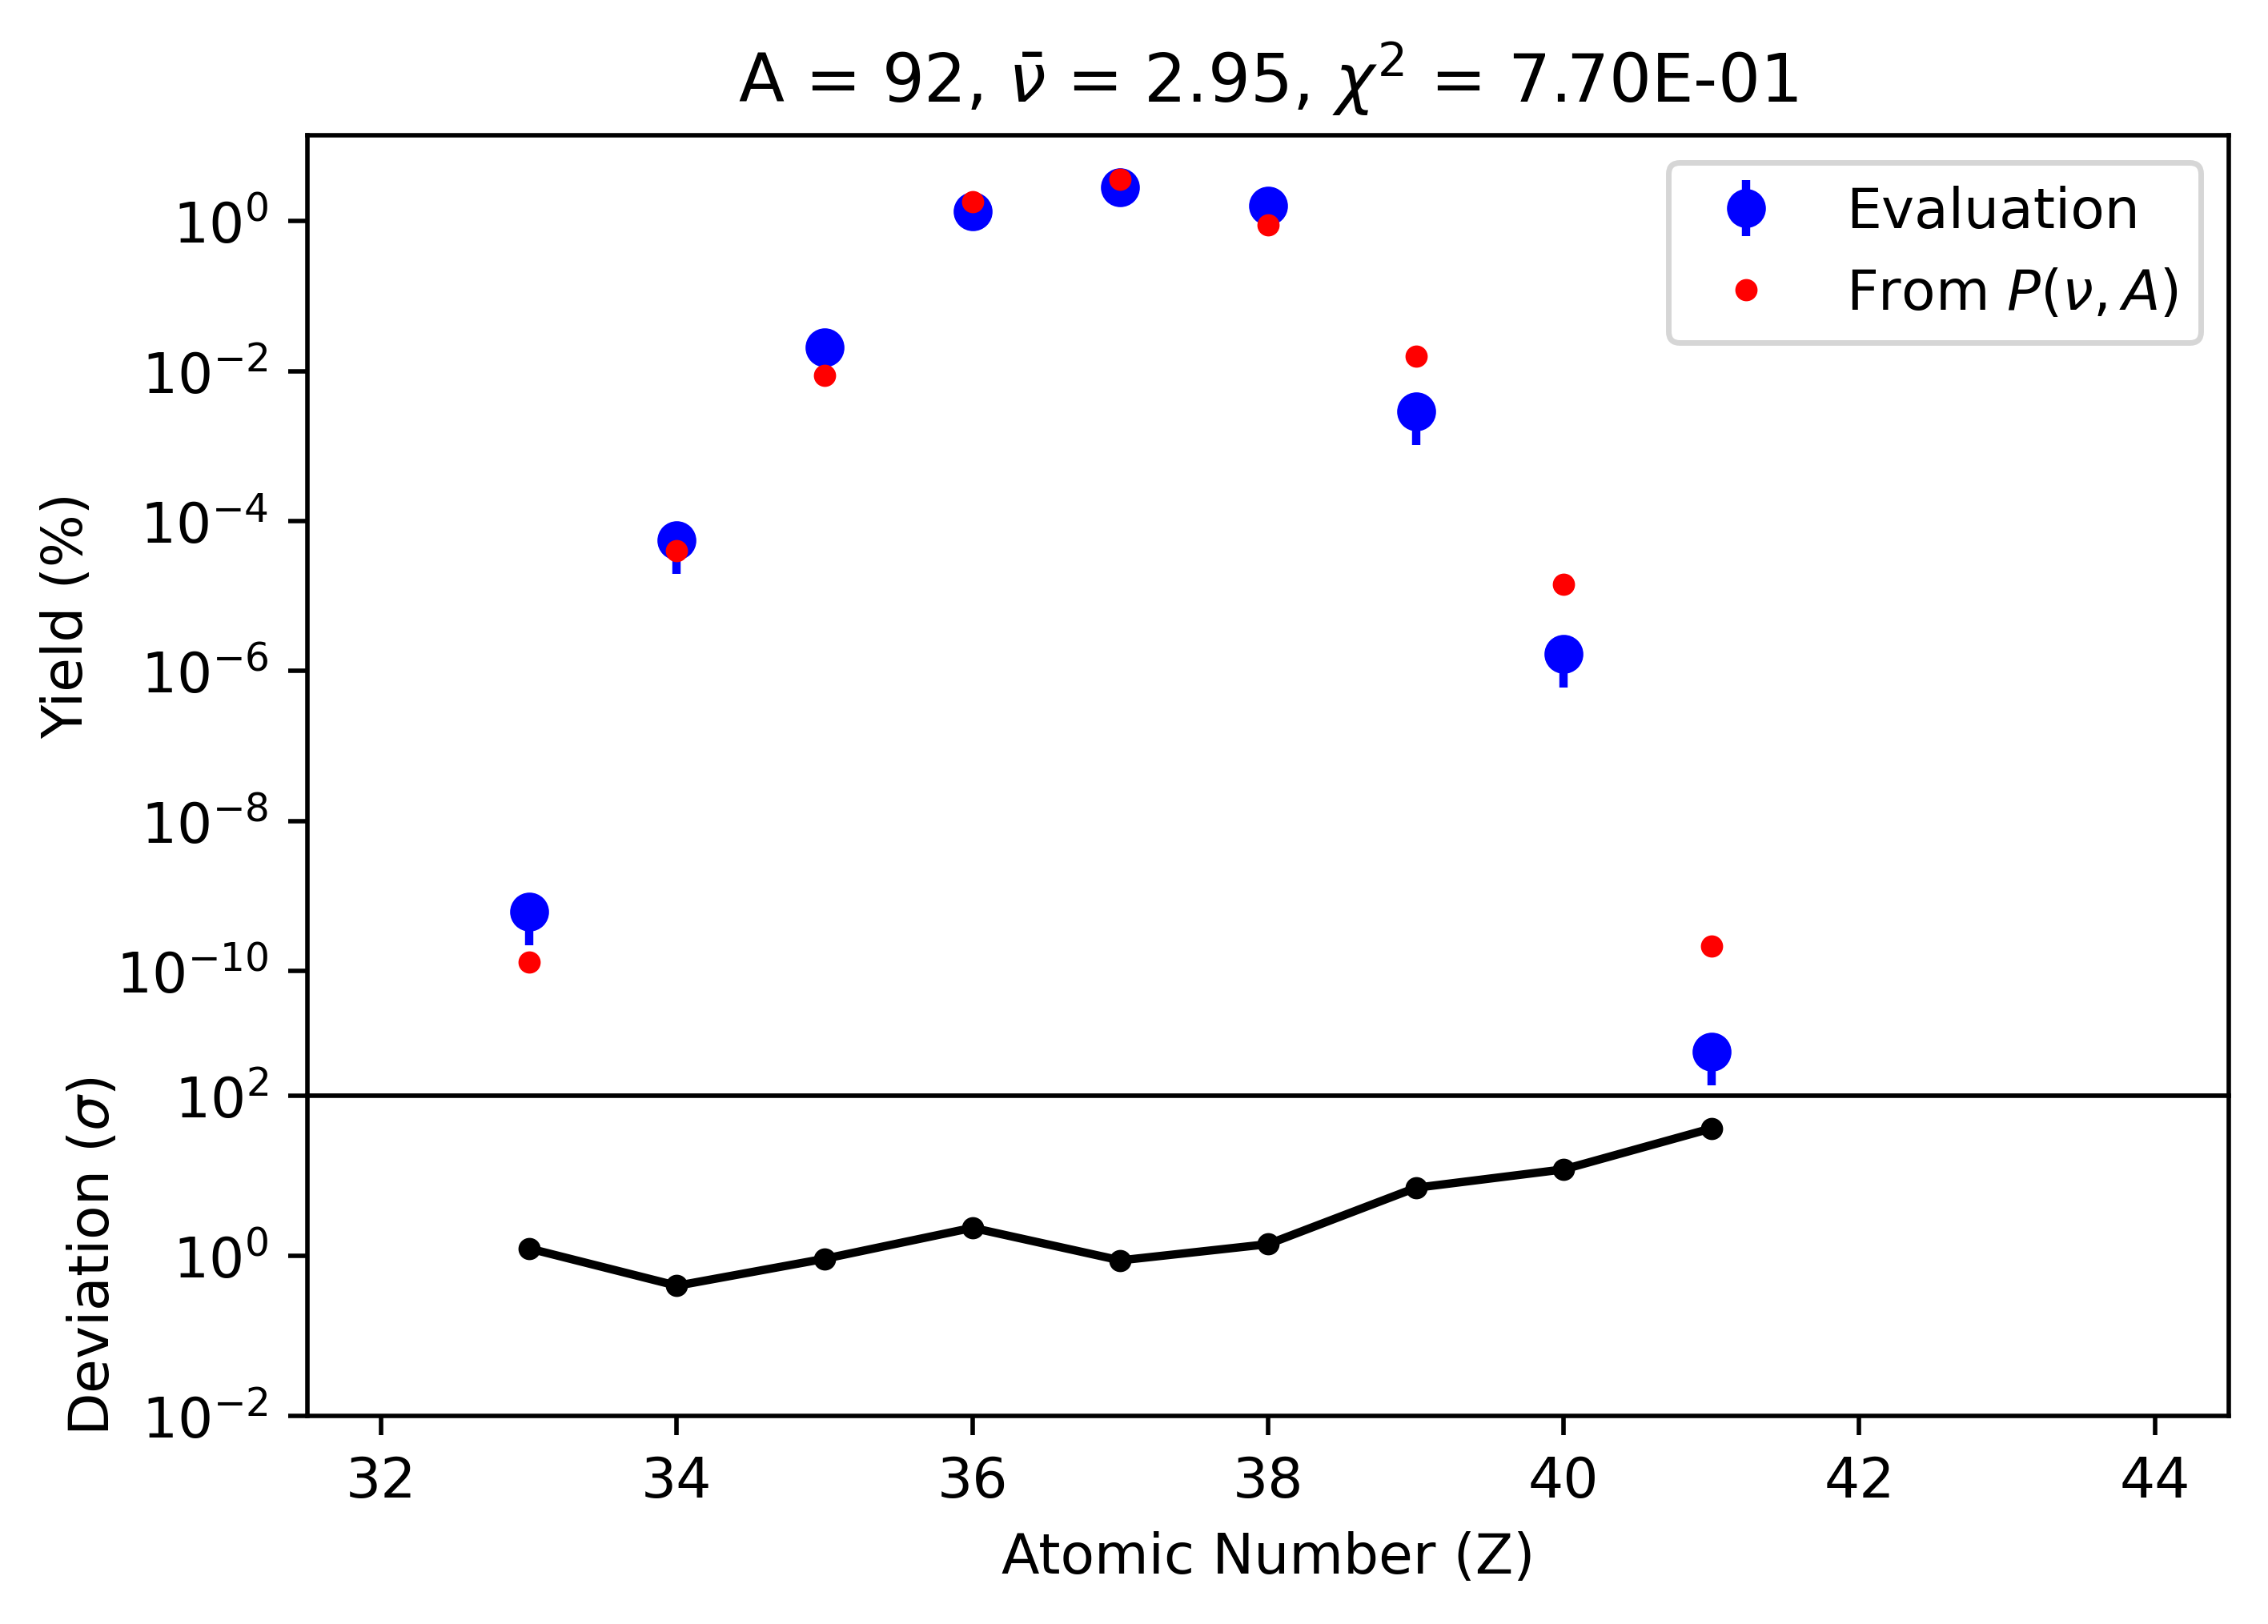 A = 92, ν̄ = 2.95, χ² = 7.70E-01
Evaluation
From P(ν, A)
Yield (%)
10⁰
10⁻²
10⁻⁴
10⁻⁶
10⁻⁸
10⁻¹⁰
Deviation (σ)
10²
10⁰
10⁻²
32 34 36 38 40 42 44
Atomic Number (Z)